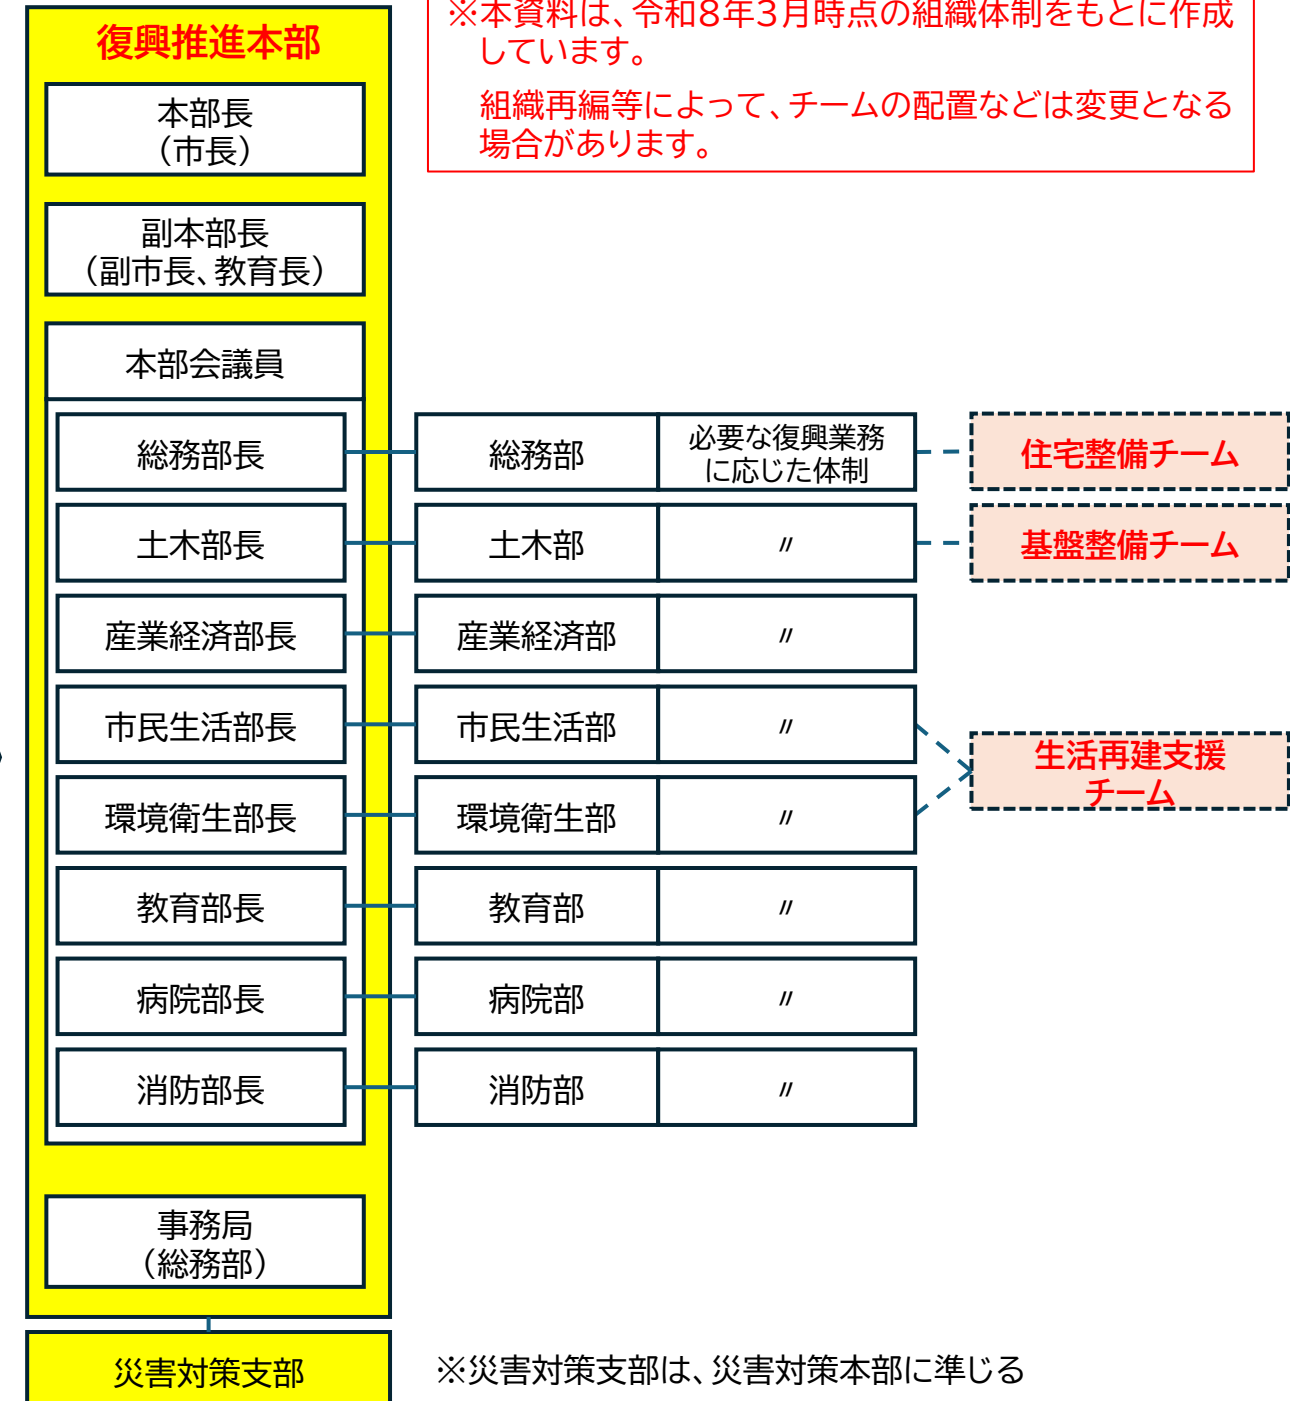 ※本資料は、令和８年３月時点の組織体制をもとに作成
しています。
組織再編等によって、チームの配置などは変更となる
場合があります。
復興推進本部
本部長
（市長）
副本部長
（副市長、教育長）
本部会議員
総務部長
総務部
必要な復興業務
に応じた体制
住宅整備チーム
土木部長
土木部
〃
基盤整備チーム
産業経済部長
産業経済部
〃
市民生活部長
市民生活部
〃
生活再建支援
チーム
環境衛生部長
環境衛生部
〃
教育部長
教育部
〃
病院部長
病院部
〃
消防部長
消防部
〃
事務局
（総務部）
災害対策支部
※災害対策支部は、災害対策本部に準じる